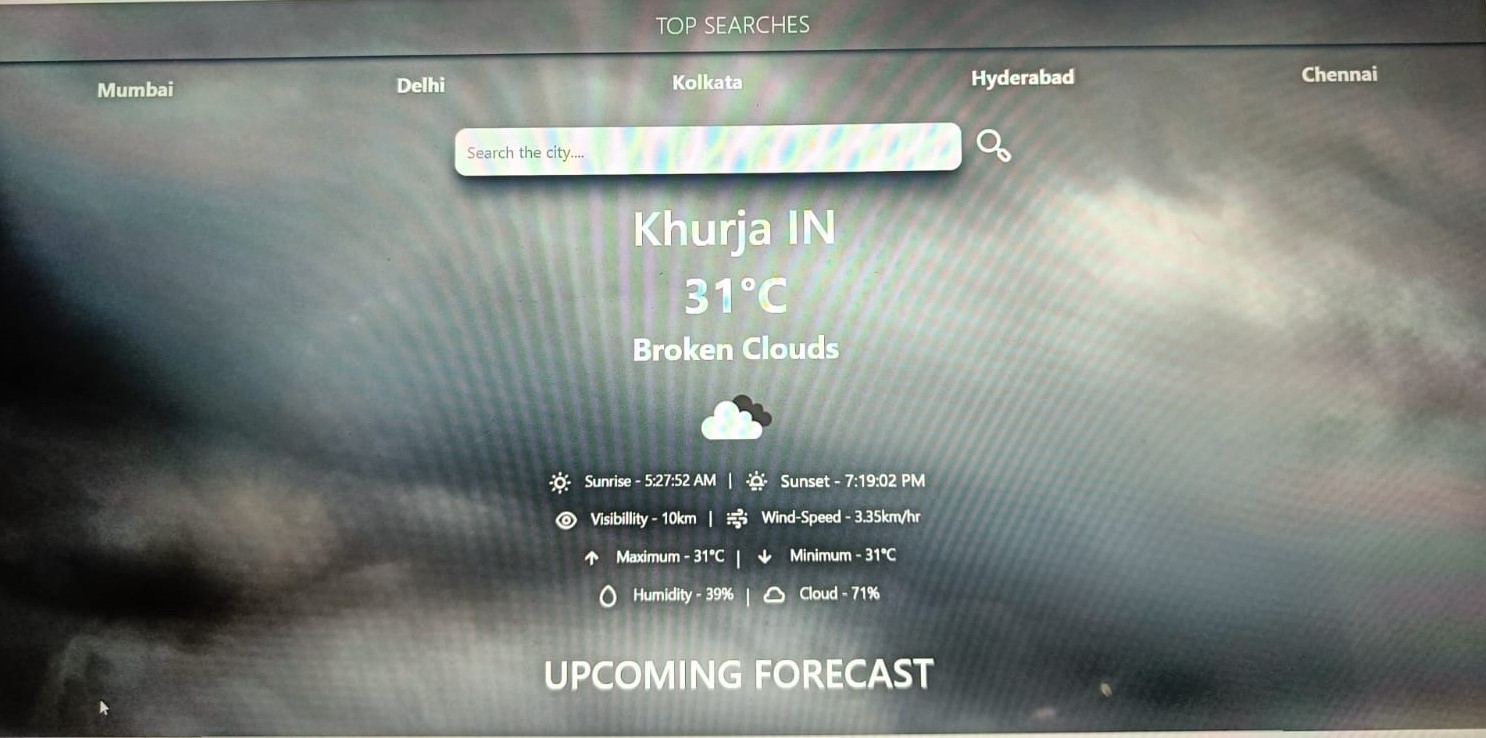 TOP SEARCHES
Mumbai Delhi Kolkata Hyderabad Chennai
Search the city....
Khurja IN
31°C
Broken Clouds
Sunrise - 5:27:52 AM | Sunset - 7:19:02 PM
Visibillity - 10km | Wind-Speed - 3.35km/hr
Maximum - 31°C | Minimum - 31°C
Humidity - 39% | Cloud - 71%
UPCOMING FORECAST